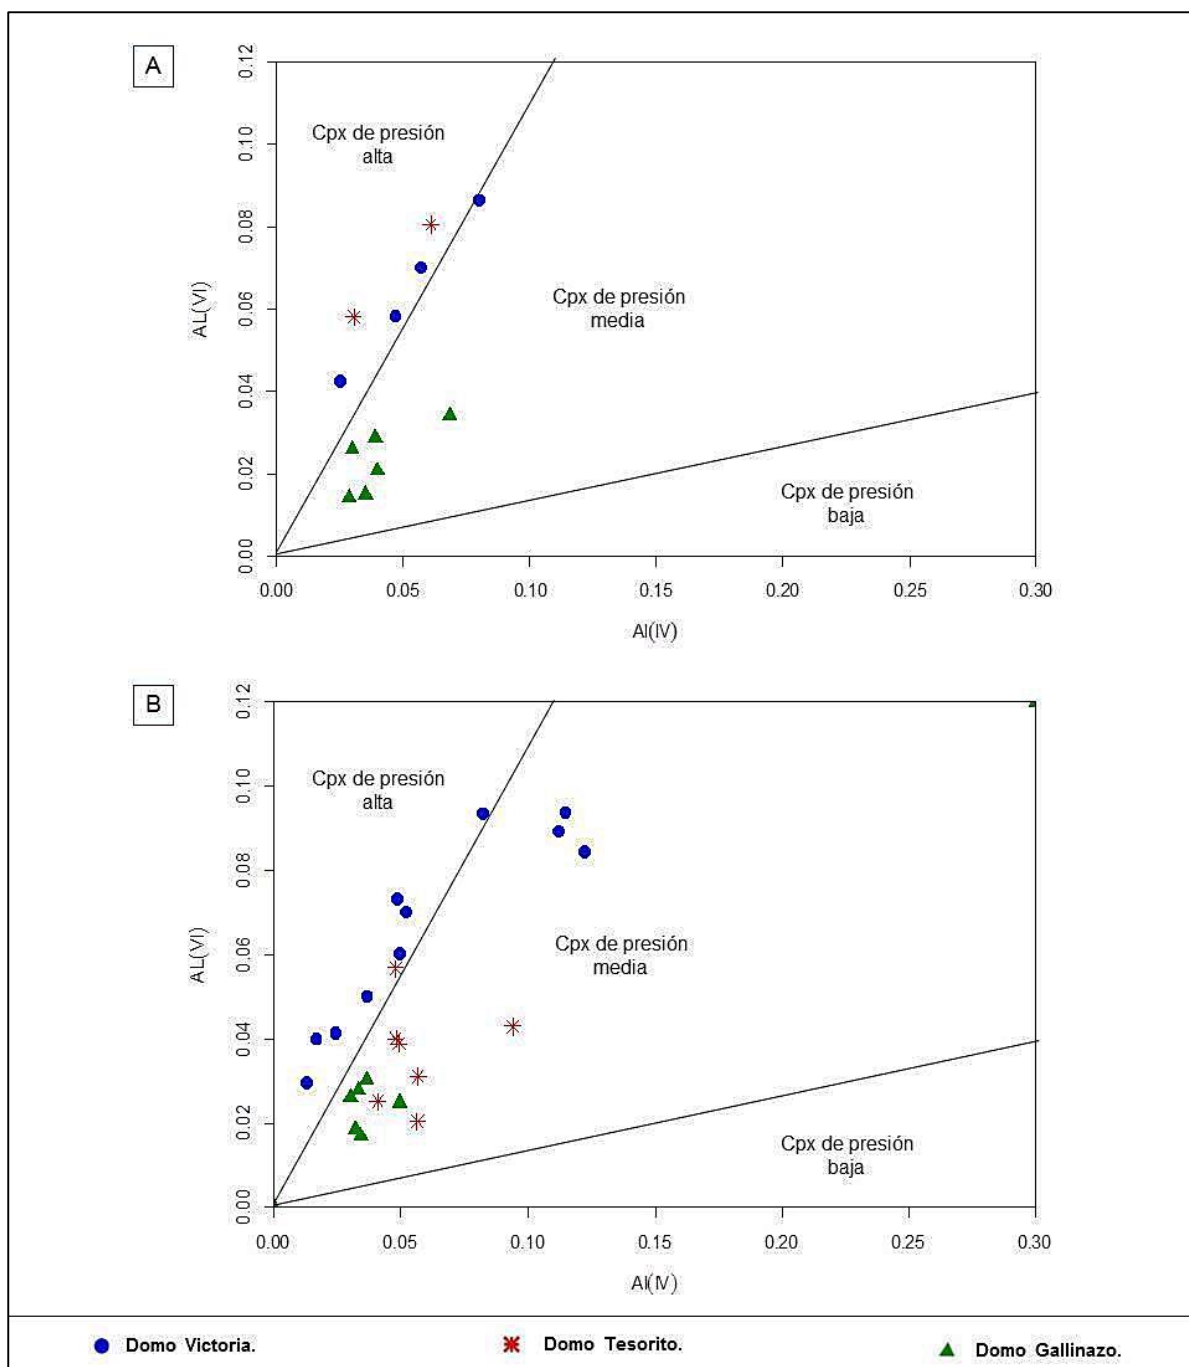 A
0.12
0.10
0.08
0.06
0.04
0.02
0.00
AL(VI)
Cpx de presión
alta
Cpx de presión
media
Cpx de presión
baja
0.00 0.05 0.10 0.15 0.20 0.25 0.30
Al(IV)
B
0.12
0.10
0.08
0.06
0.04
0.02
0.00
AL(VI)
Cpx de presión
alta
Cpx de presión
media
Cpx de presión
baja
0.00 0.05 0.10 0.15 0.20 0.25 0.30
Al(IV)
Domo Victoria. Domo Tesorito. Domo Gallinazo.